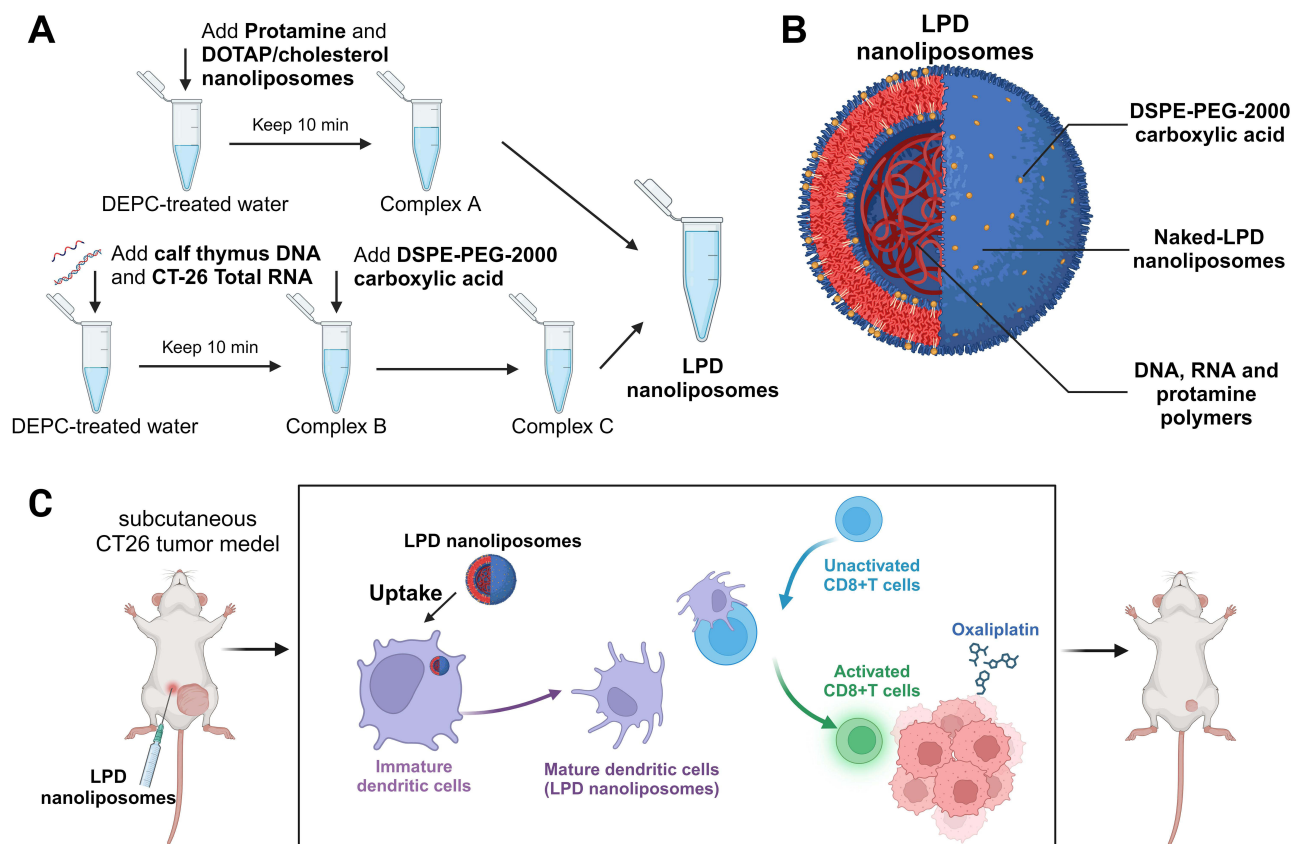 A
Add Protamine and
DOTAP/cholesterol
nanoliposomes
Keep 10 min
DEPC-treated water
Complex A
Add calf thymus DNA
and CT-26 Total RNA
Add DSPE-PEG-2000
carboxylic acid
Keep 10 min
DEPC-treated water
Complex B
Complex C
LPD
nanoliposomes
B
LPD
nanoliposomes
DSPE-PEG-2000
carboxylic acid
Naked-LPD
nanoliposomes
DNA, RNA and
protamine
polymers
C
subcutaneous
CT26 tumor medel
LPD
nanoliposomes
LPD nanoliposomes
Uptake
Immature
dendritic cells
Mature dendritic cells
(LPD nanoliposomes)
Unactivated
CD8+T cells
Activated
CD8+T cells
Oxaliplatin